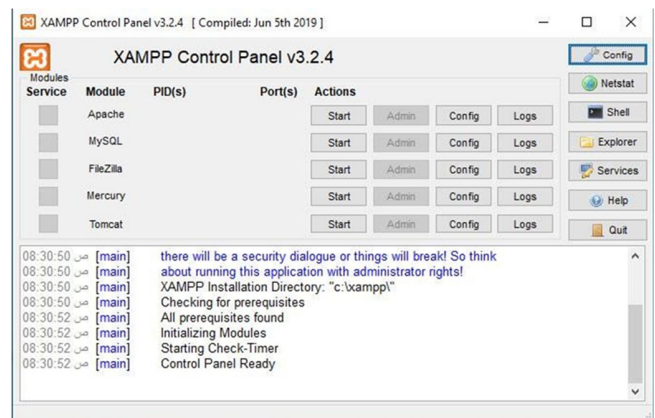 XAMPP Control Panel v3.2.4 [ Compiled: Jun 5th 2019 ]
XAMPP Control Panel v3.2.4
Config
Modules
Service Module PID(s) Port(s) Actions
Netstat
Apache Start Admin Config Logs
Shell
MySQL Start Admin Config Logs
Explorer
FileZilla Start Admin Config Logs
Services
Mercury Start Admin Config Logs
Help
Tomcat Start Admin Config Logs
Quit
08:30:50 ص [main] there will be a security dialogue or things will break! So think
08:30:50 ص [main] about running this application with administrator rights!
08:30:50 ص [main] XAMPP Installation Directory: "c:\xampp\"
08:30:50 ص [main] Checking for prerequisites
08:30:52 ص [main] All prerequisites found
08:30:52 ص [main] Initializing Modules
08:30:52 ص [main] Starting Check-Timer
08:30:52 ص [main] Control Panel Ready